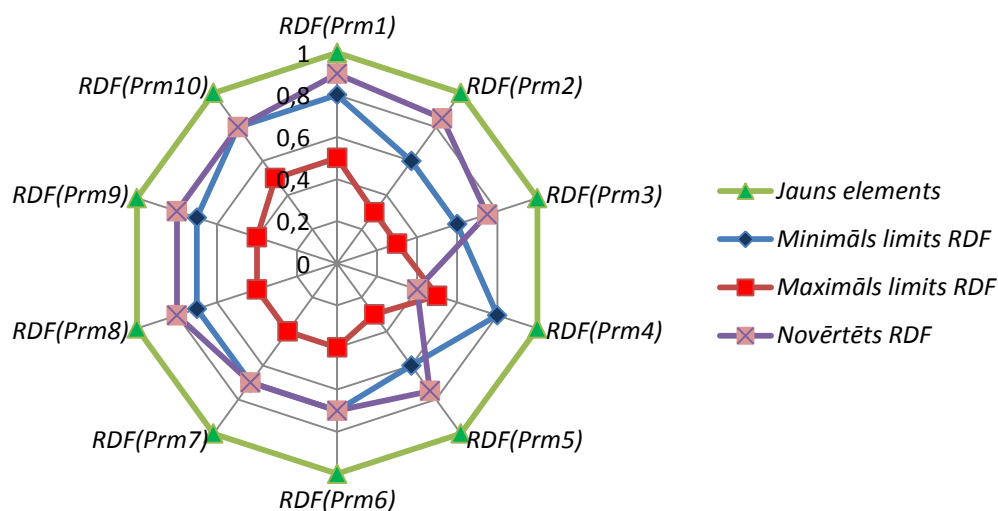 RDF(Prm1)
RDF(Prm2)
RDF(Prm3)
RDF(Prm4)
RDF(Prm5)
RDF(Prm6)
RDF(Prm7)
RDF(Prm8)
RDF(Prm9)
RDF(Prm10)
1
0,8
0,6
0,4
0,2
0
Jauns elements
Minimāls limits RDF
Maximāls limits RDF
Novērtēts RDF